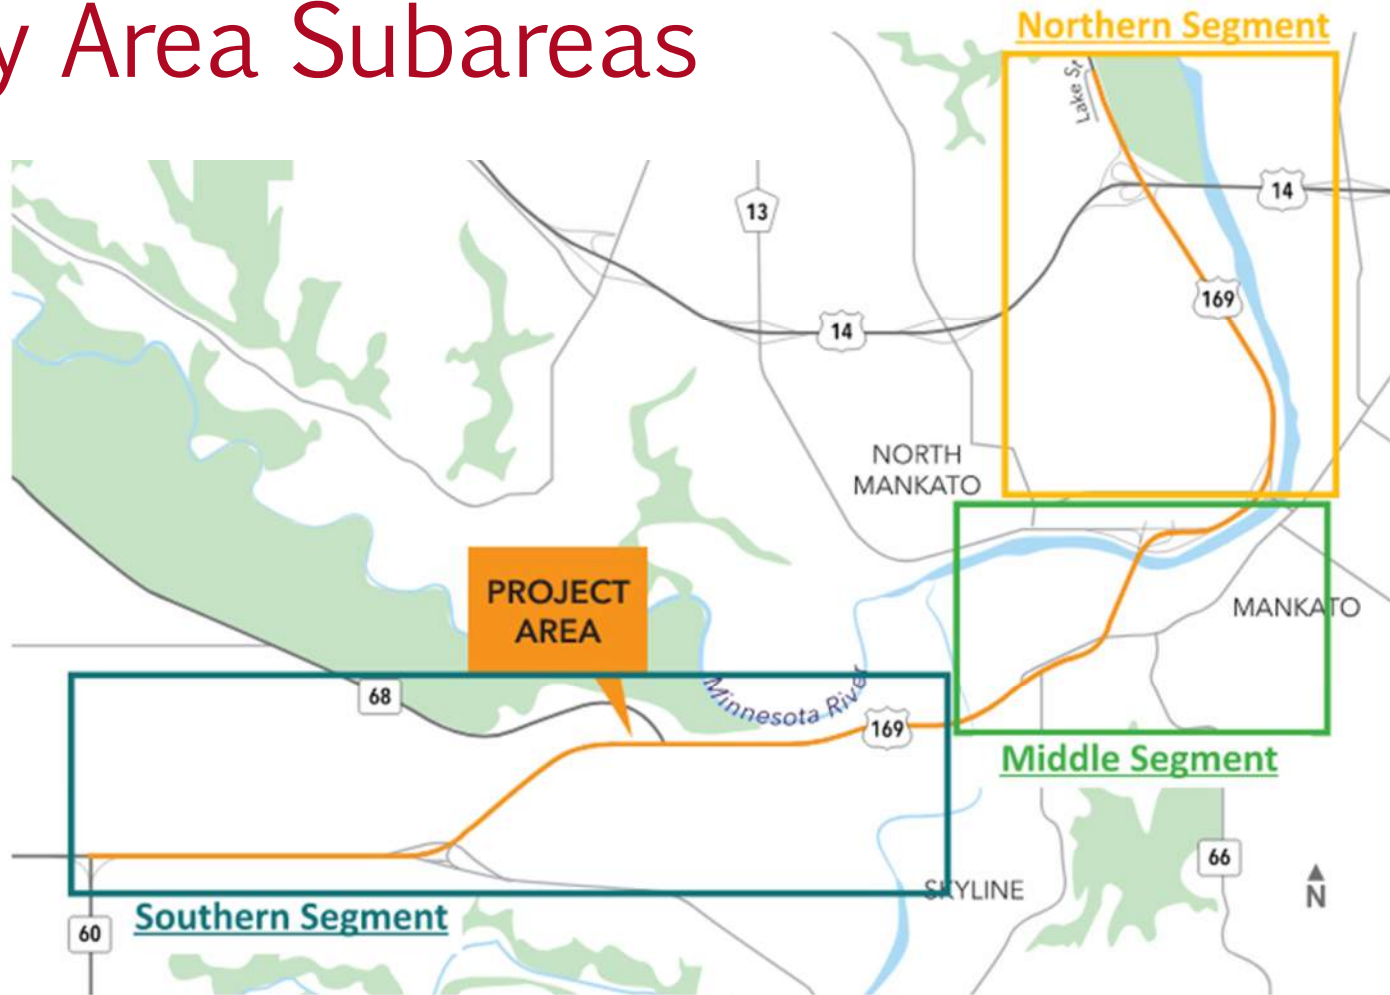 y Area Subareas
Northern Segment
Lake St
14
13
169
14
NORTH
MANKATO
PROJECT
AREA
MANKATO
68
Minnesota River
169
Middle Segment
66
SKYLINE
N
Southern Segment
60